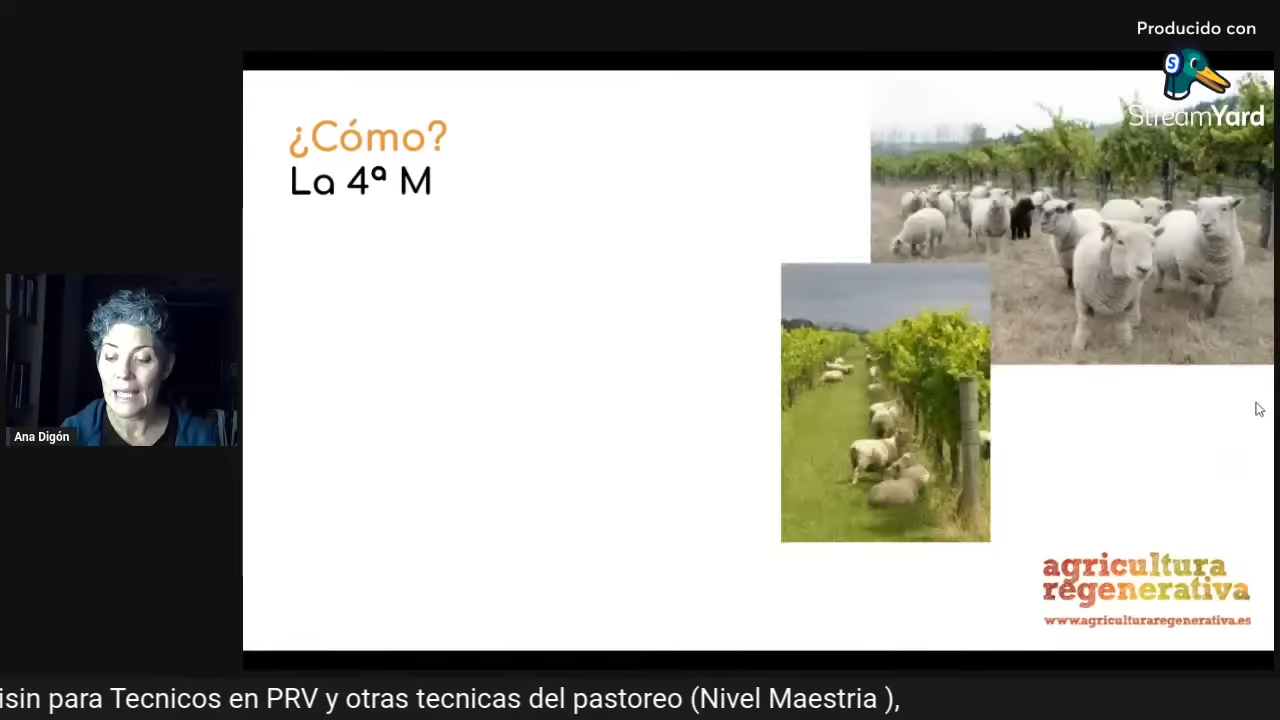 Producido con
StreamYard
¿Cómo?
La 4ª M
Ana Digón
agricultura
regenerativa
www.agriculturaregenerativa.es
para Tecnicos en PRV y otras tecnicas del pastoreo (Nivel Maestria ),